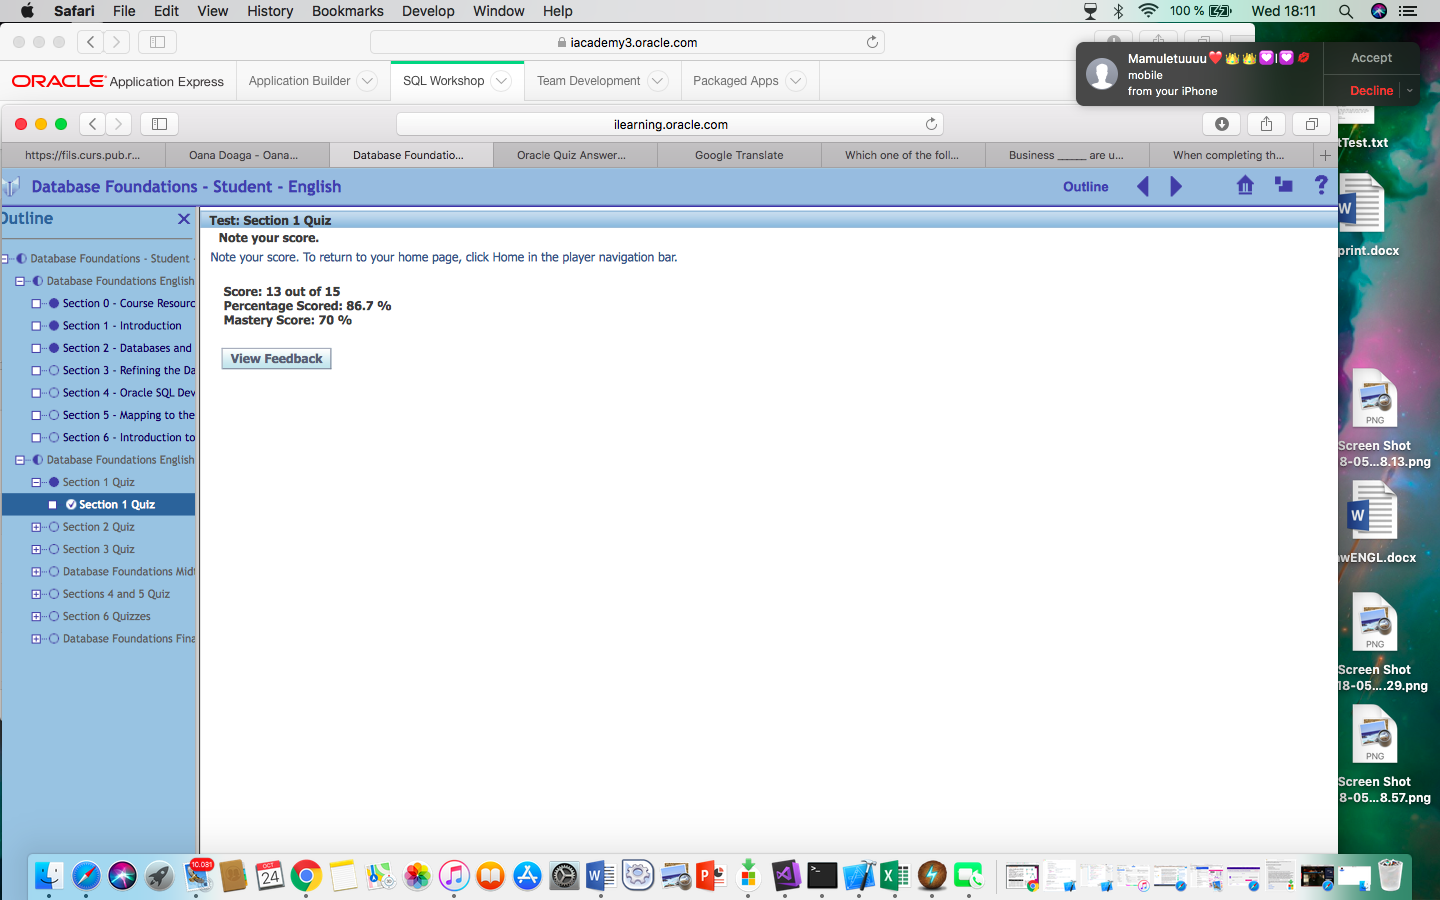 Safari File Edit View History Bookmarks Develop Window Help 100 % Wed 18:11
iacademy3.oracle.com
ORACLE Application Express Application Builder SQL Workshop Team Development Packaged Apps
Mamuletuuuu❤️👑👑💟I💟💋
mobile
from your iPhone
Accept
Decline
ilearning.oracle.com
https://fils.curs.pub.r... Oana Doaga - Oana... Database Foundatio... Oracle Quiz Answer... Google Translate Which one of the foll... Business _____ are u... When completing th...
Database Foundations - Student - English Outline
Outline
Database Foundations - Student -
Database Foundations English
Section 0 - Course Resourc
Section 1 - Introduction
Section 2 - Databases and
Section 3 - Refining the Da
Section 4 - Oracle SQL Dev
Section 5 - Mapping to the
Section 6 - Introduction to
Database Foundations English
Section 1 Quiz
Section 1 Quiz
Section 2 Quiz
Section 3 Quiz
Database Foundations Midt
Sections 4 and 5 Quiz
Section 6 Quizzes
Database Foundations Fina
Test: Section 1 Quiz
Note your score.
Note your score. To return to your home page, click Home in the player navigation bar.
Score: 13 out of 15
Percentage Scored: 86.7 %
Mastery Score: 70 %
View Feedback
tTest.txt
W
print.docx
PNG
Screen Shot
8-05...8.13.png
W
wENGL.docx
PNG
Screen Shot
18-05....29.png
PNG
Screen Shot
8-05...8.57.png
10.081
OCT
24